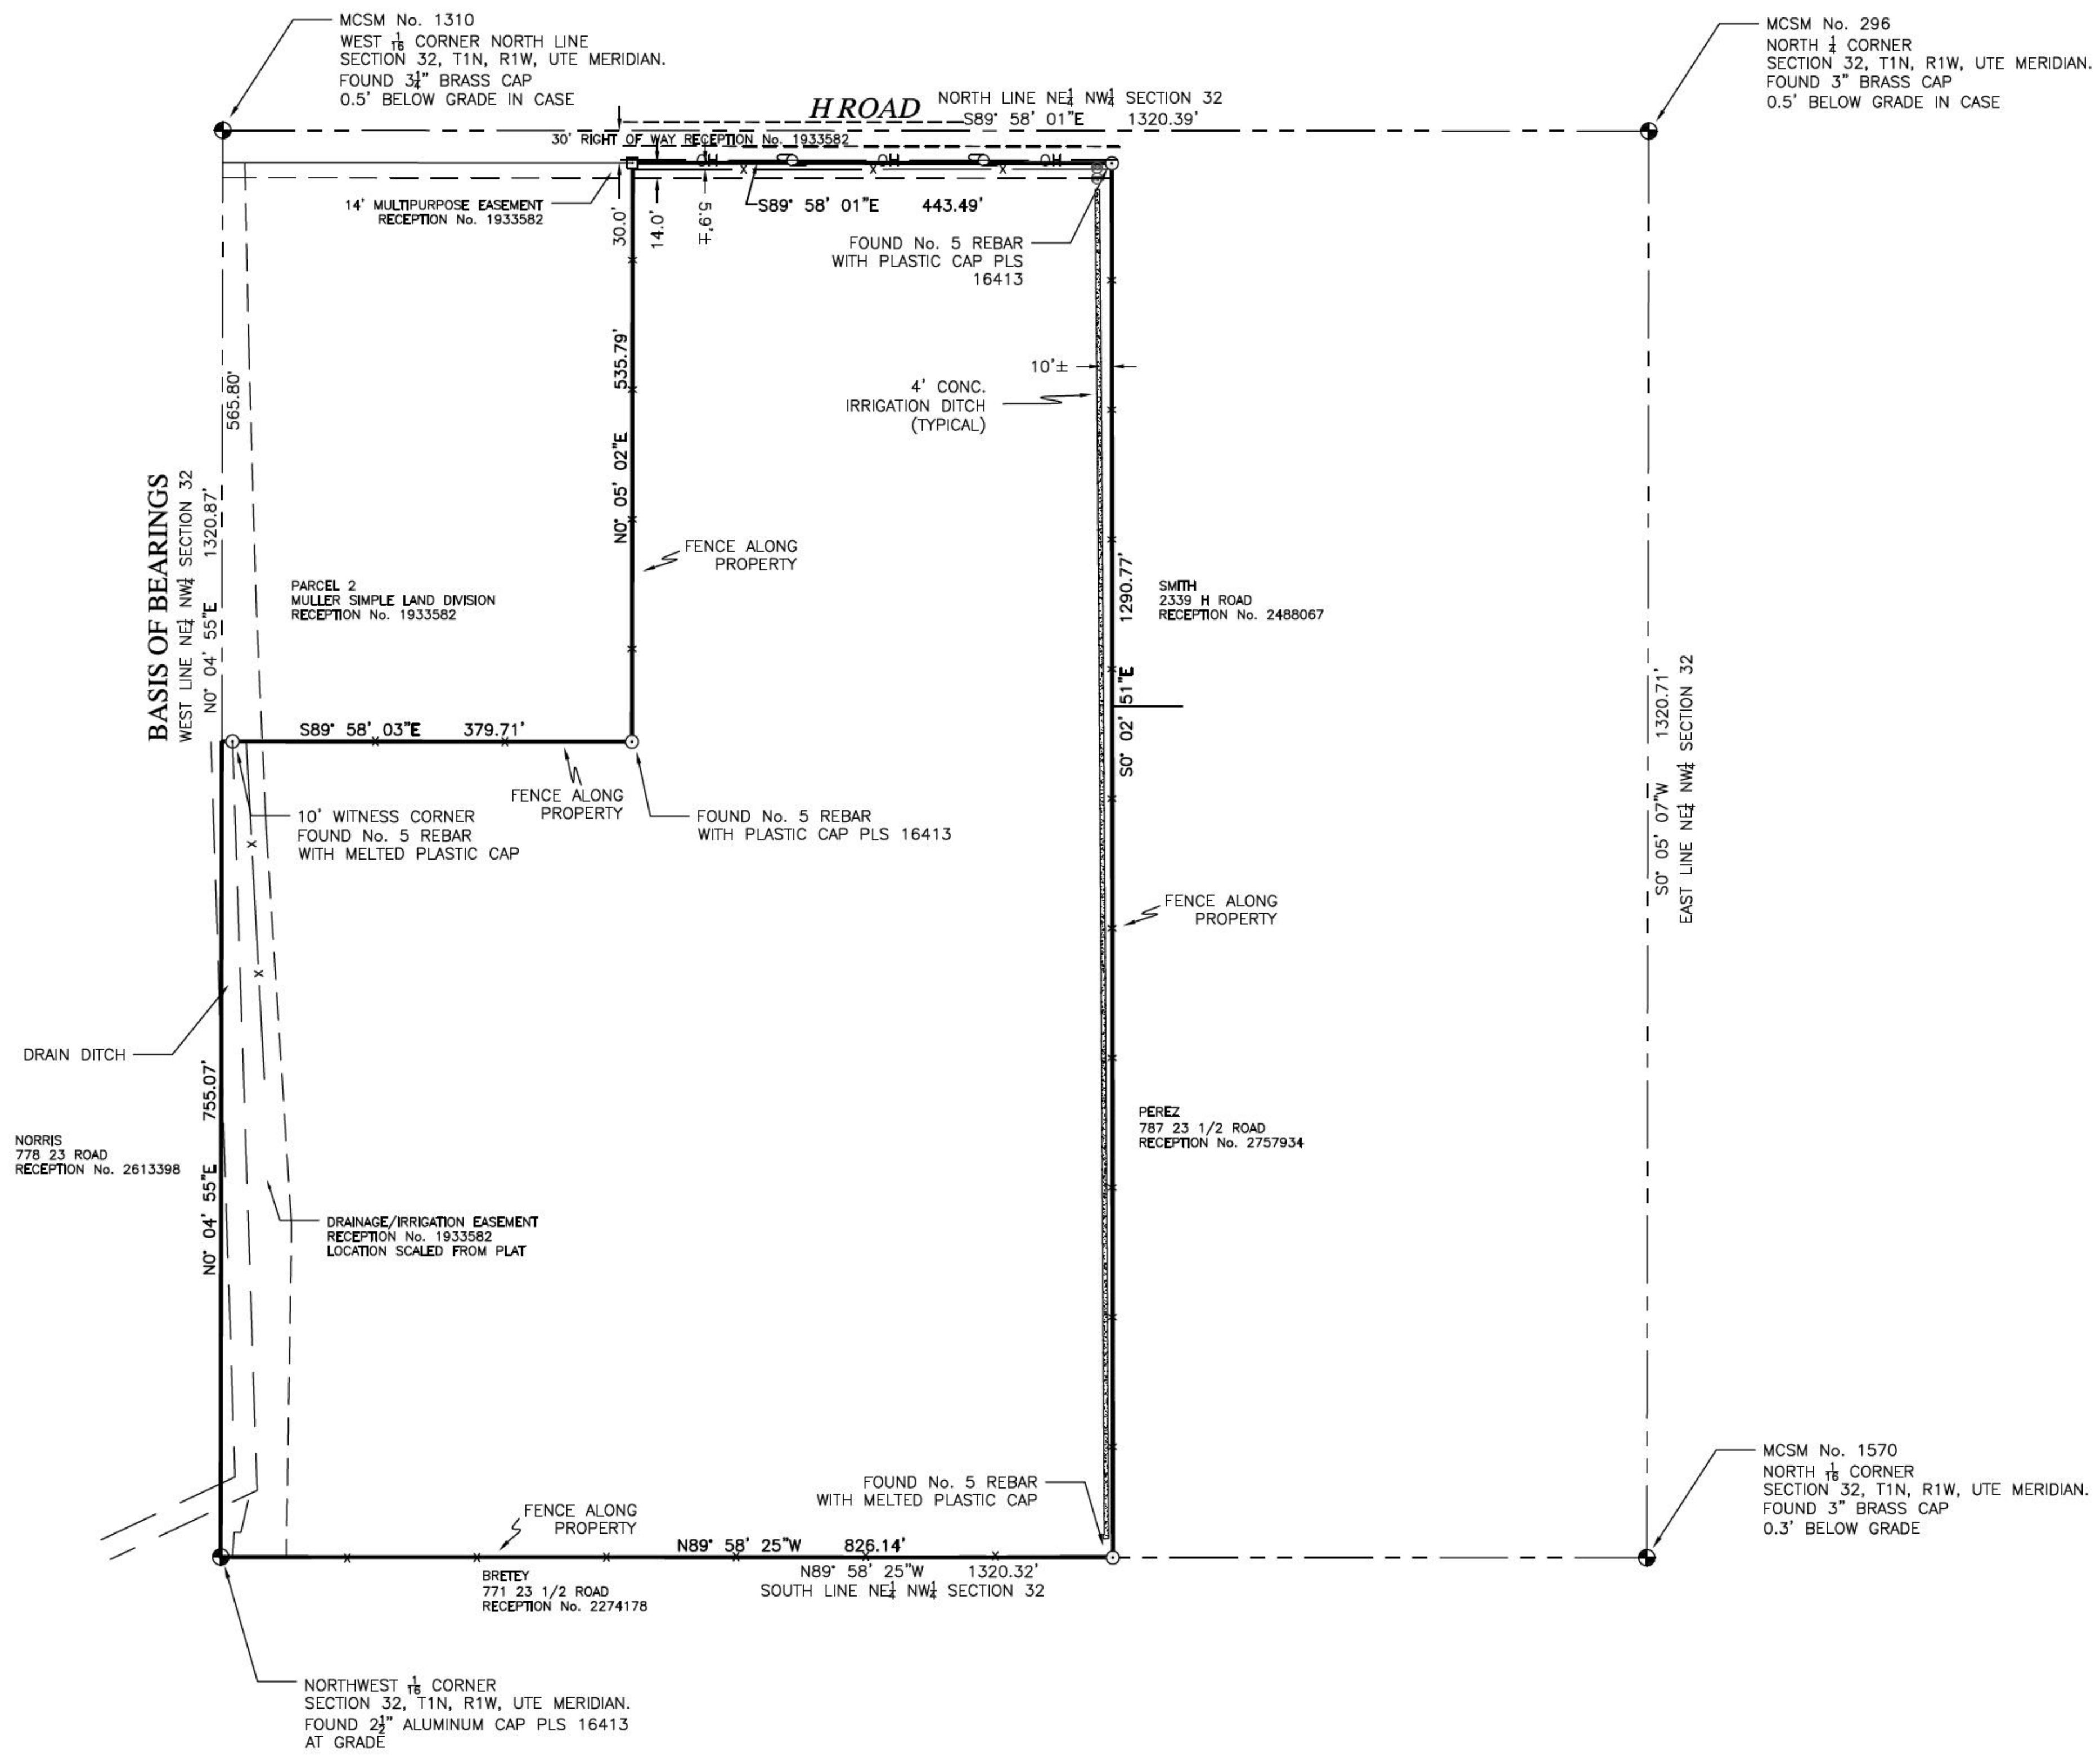 MCSM No. 1310
WEST 1/16 CORNER NORTH LINE
SECTION 32, T1N, R1W, UTE MERIDIAN.
FOUND 3 1/4" BRASS CAP
0.5' BELOW GRADE IN CASE
MCSM No. 296
NORTH 1/4 CORNER
SECTION 32, T1N, R1W, UTE MERIDIAN.
FOUND 3" BRASS CAP
0.5' BELOW GRADE IN CASE
H ROAD
NORTH LINE NE1/4 NW1/4 SECTION 32
S89° 58' 01"E 1320.39'
30' RIGHT OF WAY RECEPTION No. 1933582
OH OH OH
14' MULTIPURPOSE EASEMENT
RECEPTION No. 1933582
30.0'
14.0'
5.9'±
S89° 58' 01"E 443.49'
FOUND No. 5 REBAR
WITH PLASTIC CAP PLS
16413
10'±
4' CONC.
IRRIGATION DITCH
(TYPICAL)
565.80'
N0° 05' 02"E 535.79'
BASIS OF BEARINGS
WEST LINE NE1/4 NW1/4 SECTION 32
N0° 04' 55"E 1320.87'
FENCE ALONG
PROPERTY
PARCEL 2
MULLER SIMPLE LAND DIVISION
RECEPTION No. 1933582
S0° 02' 51"E 1290.77'
SMITH
2339 H ROAD
RECEPTION No. 2488067
S0° 05' 07"W 1320.71'
EAST LINE NE1/4 NW1/4 SECTION 32
S89° 58' 03"E 379.71'
10' WITNESS CORNER
FOUND No. 5 REBAR
WITH MELTED PLASTIC CAP
FENCE ALONG
PROPERTY
FOUND No. 5 REBAR
WITH PLASTIC CAP PLS 16413
FENCE ALONG
PROPERTY
DRAIN DITCH
N0° 04' 55"E 755.07'
NORRIS
778 23 ROAD
RECEPTION No. 2613398
PEREZ
787 23 1/2 ROAD
RECEPTION No. 2757934
DRAINAGE/IRRIGATION EASEMENT
RECEPTION No. 1933582
LOCATION SCALED FROM PLAT
FOUND No. 5 REBAR
WITH MELTED PLASTIC CAP
FENCE ALONG
PROPERTY
MCSM No. 1570
NORTH 1/16 CORNER
SECTION 32, T1N, R1W, UTE MERIDIAN.
FOUND 3" BRASS CAP
0.3' BELOW GRADE
N89° 58' 25"W 826.14'
N89° 58' 25"W 1320.32'
SOUTH LINE NE1/4 NW1/4 SECTION 32
BRETEY
771 23 1/2 ROAD
RECEPTION No. 2274178
NORTHWEST 1/16 CORNER
SECTION 32, T1N, R1W, UTE MERIDIAN.
FOUND 2 1/2" ALUMINUM CAP PLS 16413
AT GRADE